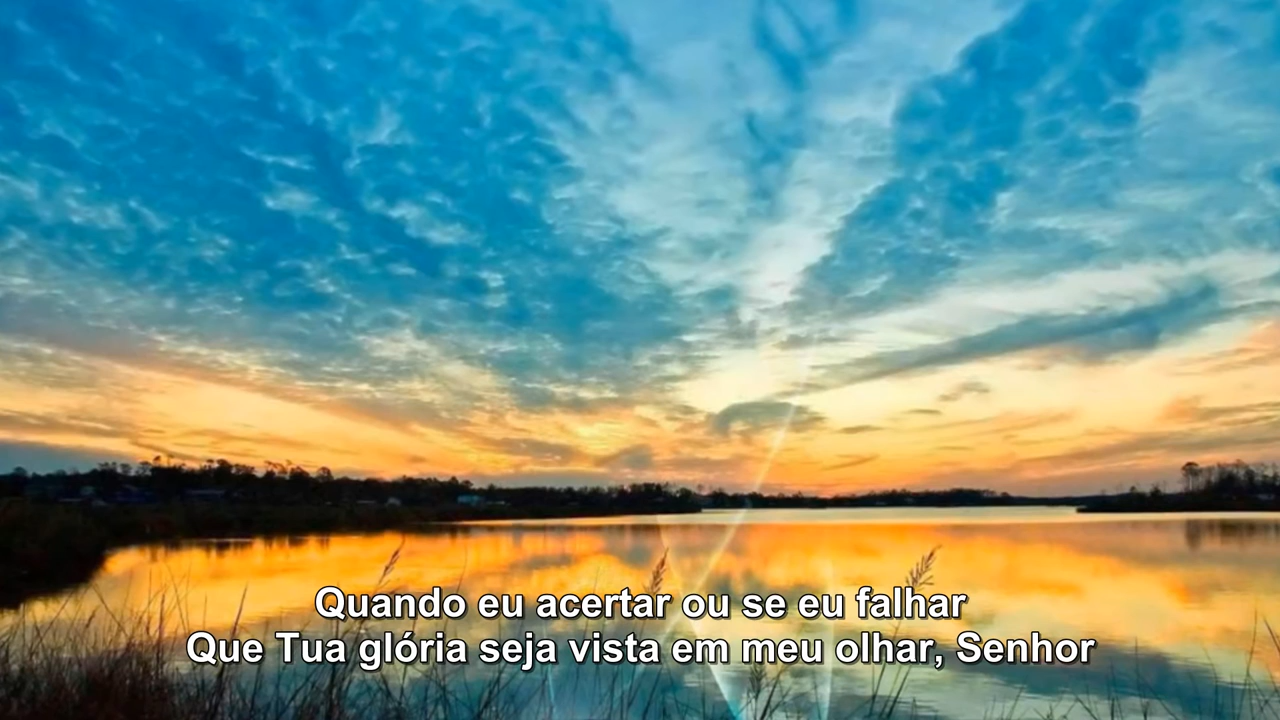 Quando eu acertar ou se eu falhar
Que Tua glória seja vista em meu olhar, Senhor